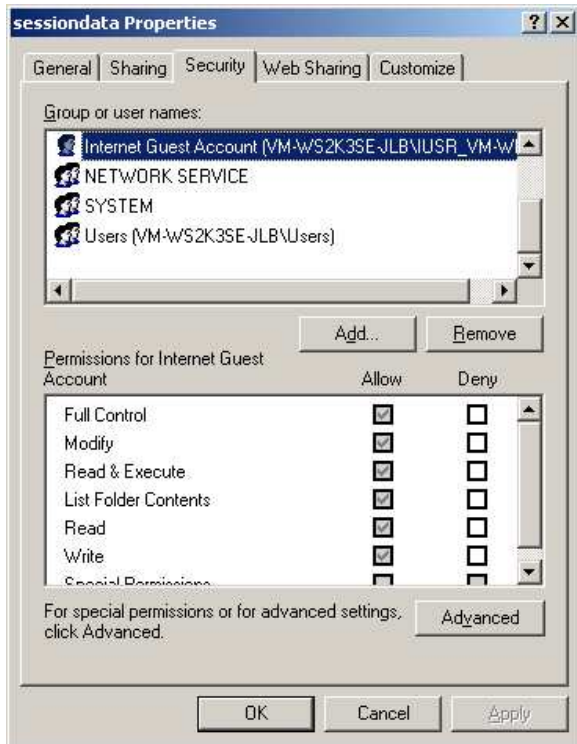 sessiondata Properties
General Sharing Security Web Sharing Customize
Group or user names:
Internet Guest Account (VM-WS2K3SE-JLB\IUSR_VM-W
NETWORK SERVICE
SYSTEM
Users (VM-WS2K3SE-JLB\Users)
Add... Remove
Permissions for Internet Guest
Account Allow Deny
Full Control
Modify
Read & Execute
List Folder Contents
Read
Write
Special Permissions
For special permissions or for advanced settings,
click Advanced.
Advanced
OK Cancel Apply